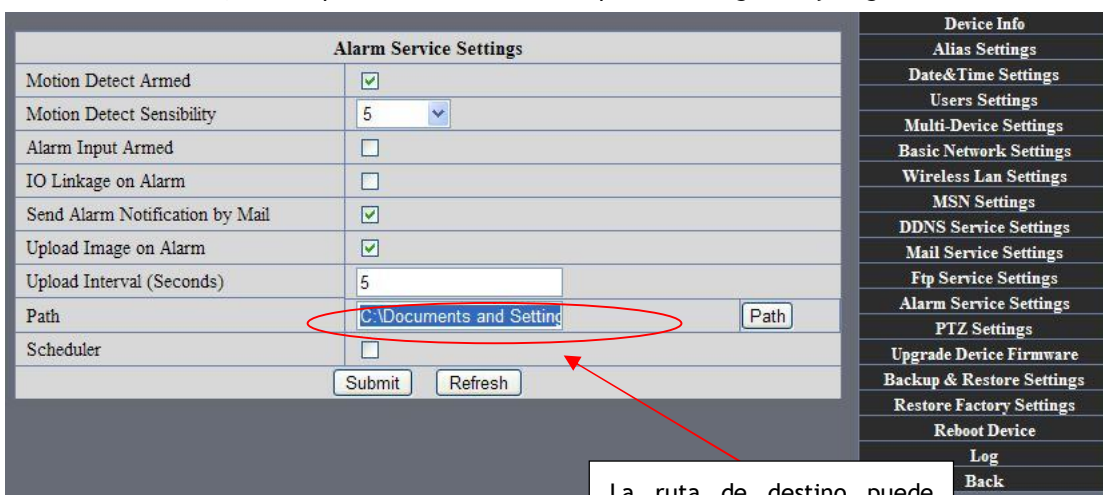 Alarm Service Settings
Motion Detect Armed
Motion Detect Sensibility 5
Alarm Input Armed
IO Linkage on Alarm
Send Alarm Notification by Mail
Upload Image on Alarm
Upload Interval (Seconds) 5
Path C:\Documents and Setting Path
Scheduler
Submit Refresh
Device Info
Alias Settings
Date&Time Settings
Users Settings
Multi-Device Settings
Basic Network Settings
Wireless Lan Settings
MSN Settings
DDNS Service Settings
Mail Service Settings
Ftp Service Settings
Alarm Service Settings
PTZ Settings
Upgrade Device Firmware
Backup & Restore Settings
Restore Factory Settings
Reboot Device
Log
Back
La ruta de destino puede